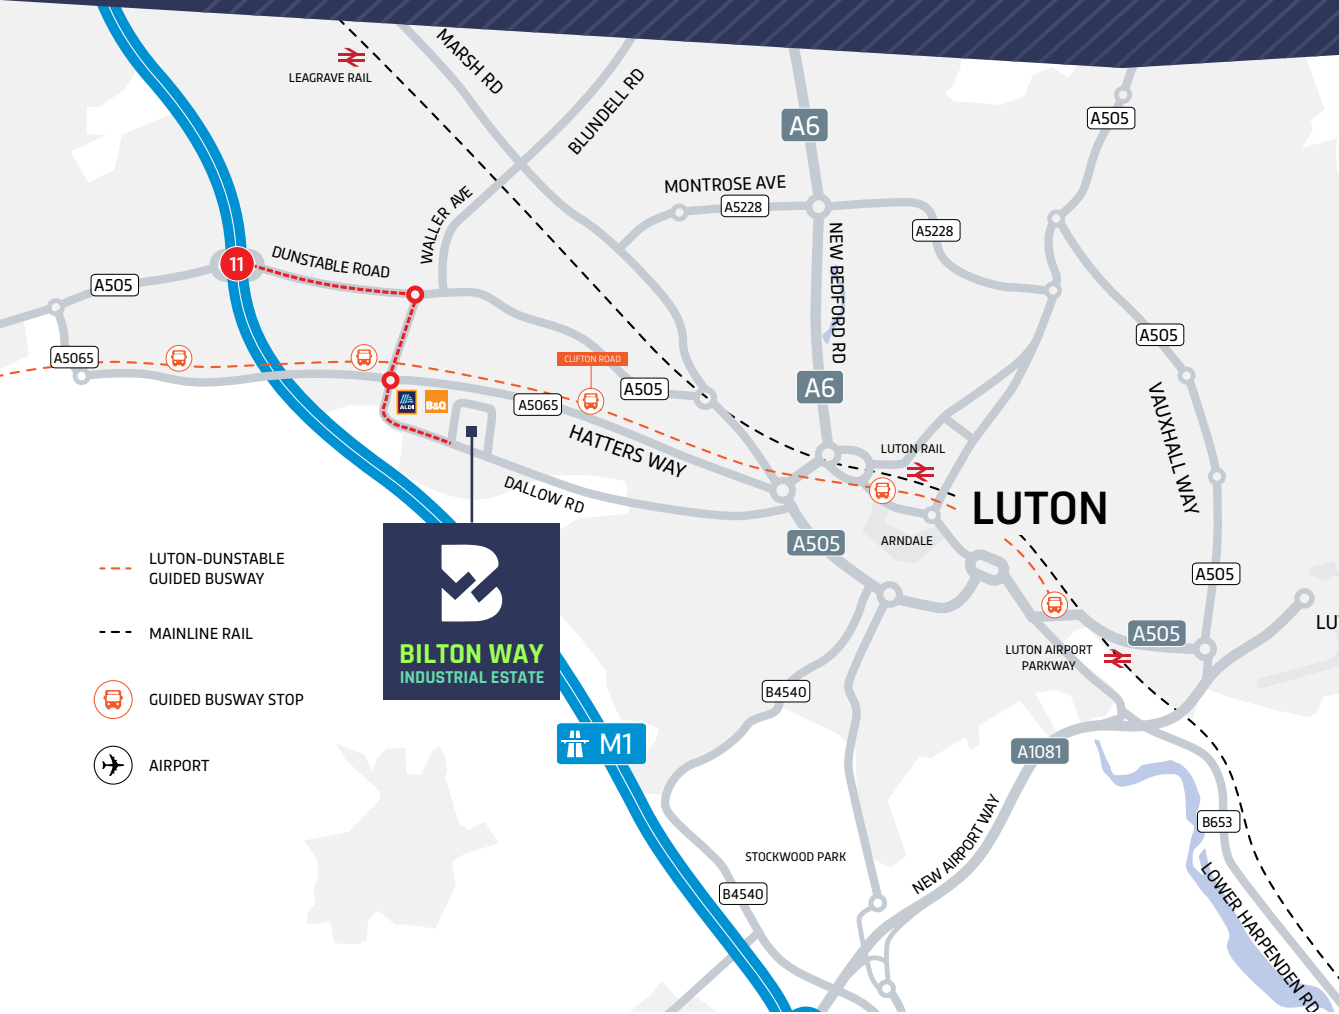 LEAGRAVE RAIL
MARSH RD
BLUNDELL RD
A6
A505
MONTROSE AVE
A5228
A5228
WALLER AVE
NEW BEDFORD RD
11
DUNSTABLE ROAD
A505
A505
A5065
CLIFTON ROAD
A505
A6
ALDI
B&Q
A5065
VAUXHALL WAY
HATTERS WAY
LUTON RAIL
DALLOW RD
LUTON
A505
ARNDALE
A505
LUTON-DUNSTABLE
GUIDED BUSWAY
MAINLINE RAIL
GUIDED BUSWAY STOP
AIRPORT
BILTON WAY
INDUSTRIAL ESTATE
LU
A505
LUTON AIRPORT
PARKWAY
B4540
M1
A1081
B653
NEW AIRPORT WAY
STOCKWOOD PARK
B4540
LOWER HARPENDEN RD